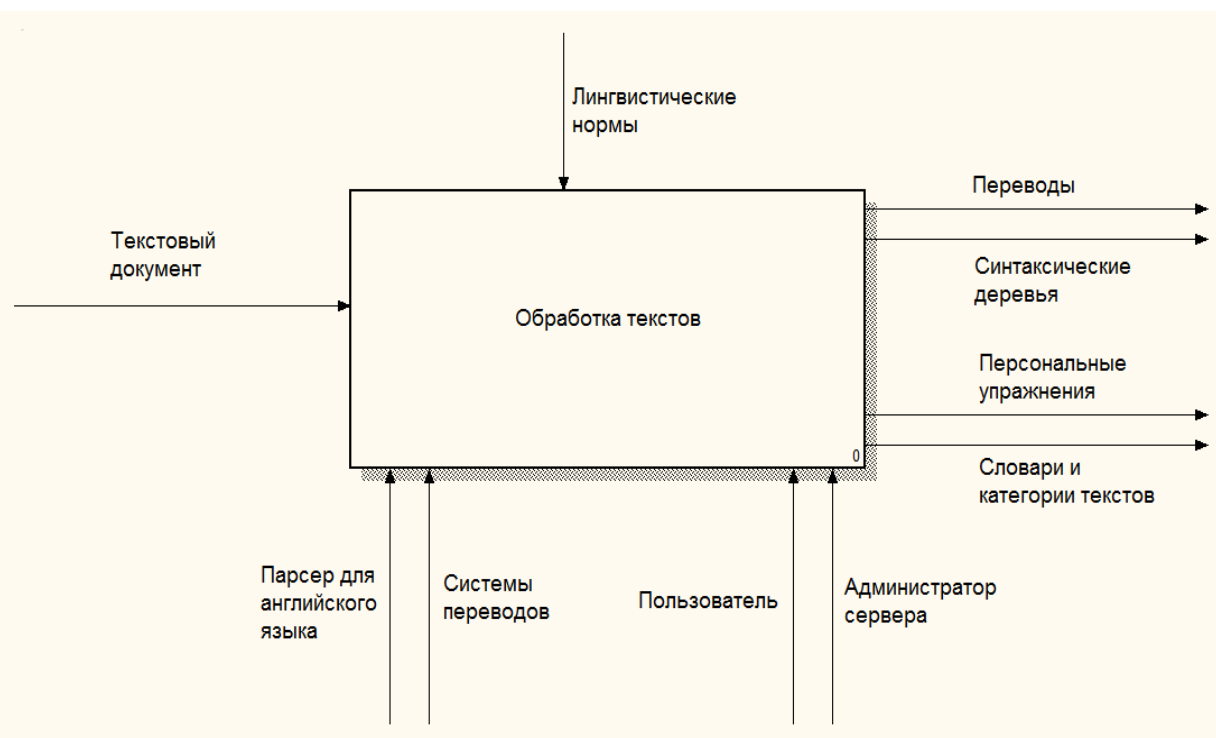 Лингвистические
нормы
Переводы
Текстовый
документ
Синтаксические
деревья
Обработка текстов
Персональные
упражнения
0
Словари и
категории текстов
Парсер для
английского
языка
Системы
переводов
Пользователь
Администратор
сервера